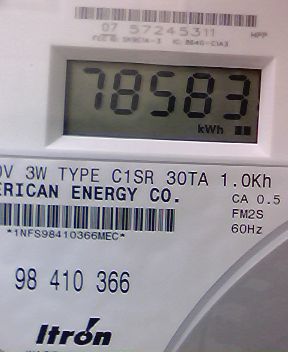 07 57245311
78583
kWh
V 3W TYPE C1SR 30TA 1.0Kh
ERICAN ENERGY CO.
CA 0.5
FM2S
60Hz
*1NFS98410366MEC*
98 410 366
Itron